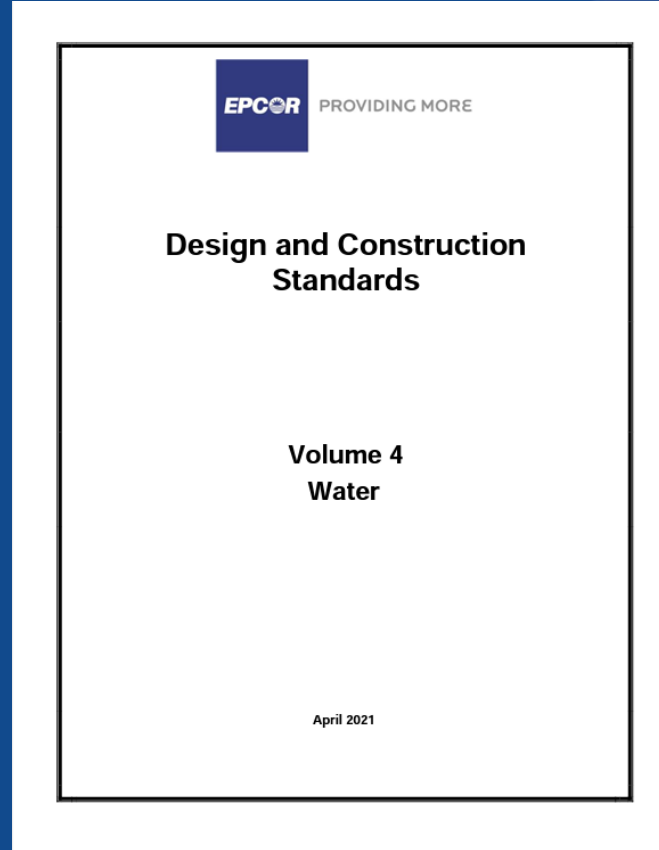 EPCOR PROVIDING MORE
Design and Construction
Standards
Volume 4
Water
April 2021